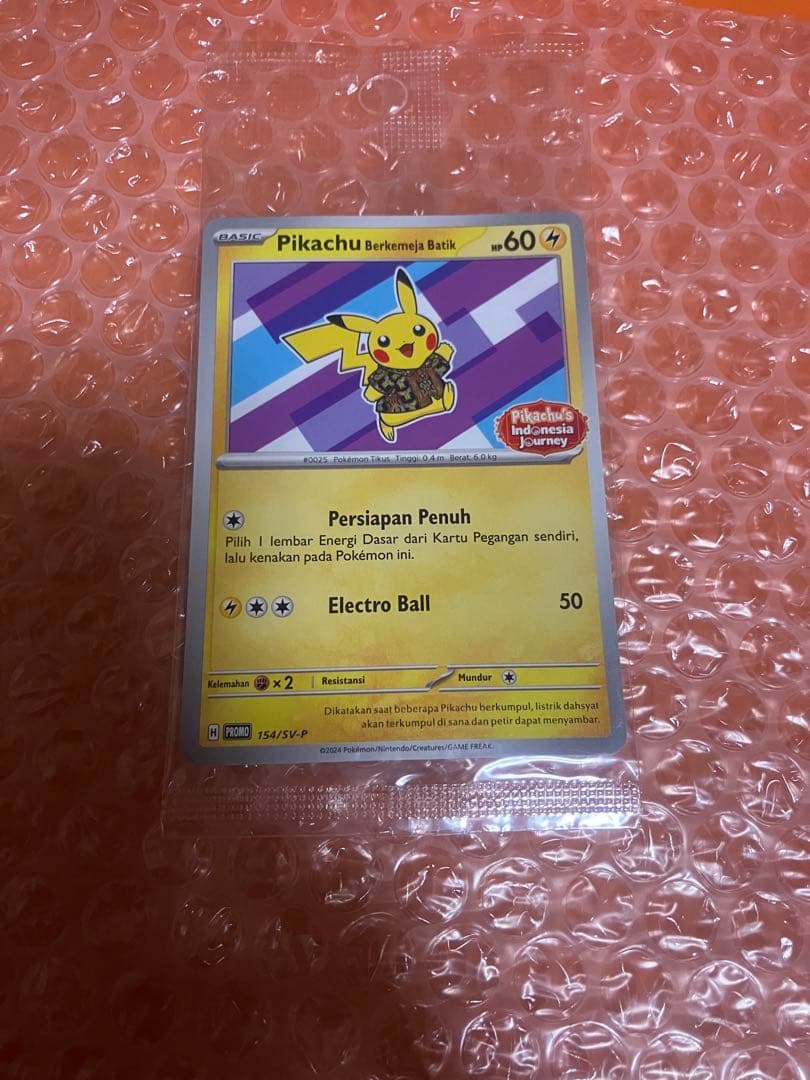 BASIC
Pikachu Berkemeja Batik
HP60
Pikachu's
Indonesia
Journey
#0025 Pokémon Tikus Tinggi: 0.4 m Berat: 6.0 kg
Persiapan Penuh
Pilih 1 lembar Energi Dasar dari Kartu Pegangan sendiri,
lalu kenakan pada Pokémon ini.
Electro Ball 50
Kelemahan ×2 Resistansi Mundur
Dikatakan saat beberapa Pikachu berkumpul, listrik dahsyat
akan terkumpul di sana dan petir dapat menyambar.
H PROMO 154/SV-P
©2024 Pokémon/Nintendo/Creatures/GAME FREAK.